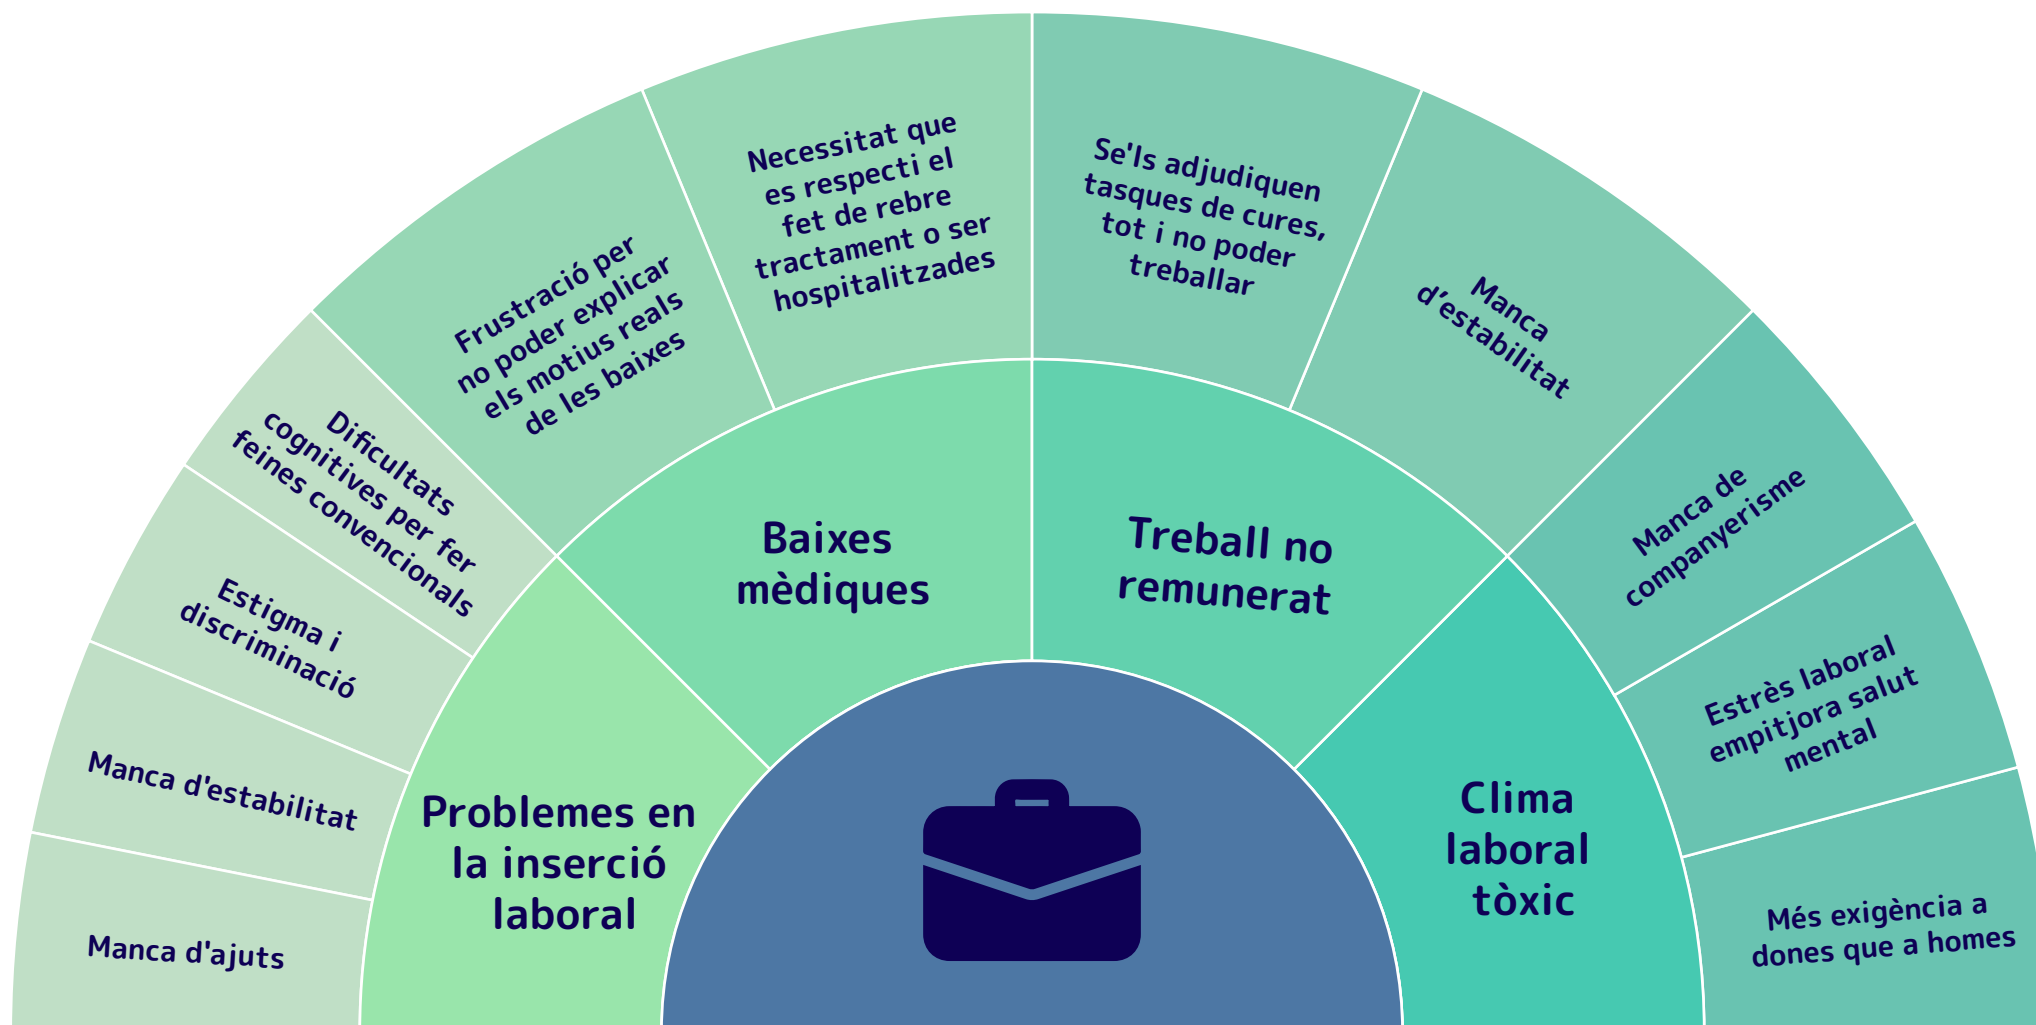 Problemes en
la inserció
laboral
Manca d'ajuts
Manca d'estabilitat
Estigma i
discriminació
Dificultats
cognitives per fer
feines convencionals
Baixes
mèdiques
Frustració per
no poder explicar
els motius reals
de les baixes
Necessitat que
es respecti el
fet de rebre
tractament o ser
hospitalitzades
Treball no
remunerat
Se'ls adjudiquen
tasques de cures,
tot i no poder
treballar
Manca
d’estabilitat
Clima
laboral
tòxic
Manca de
companyerisme
Estrès laboral
empitjora salut
mental
Més exigència a
dones que a homes